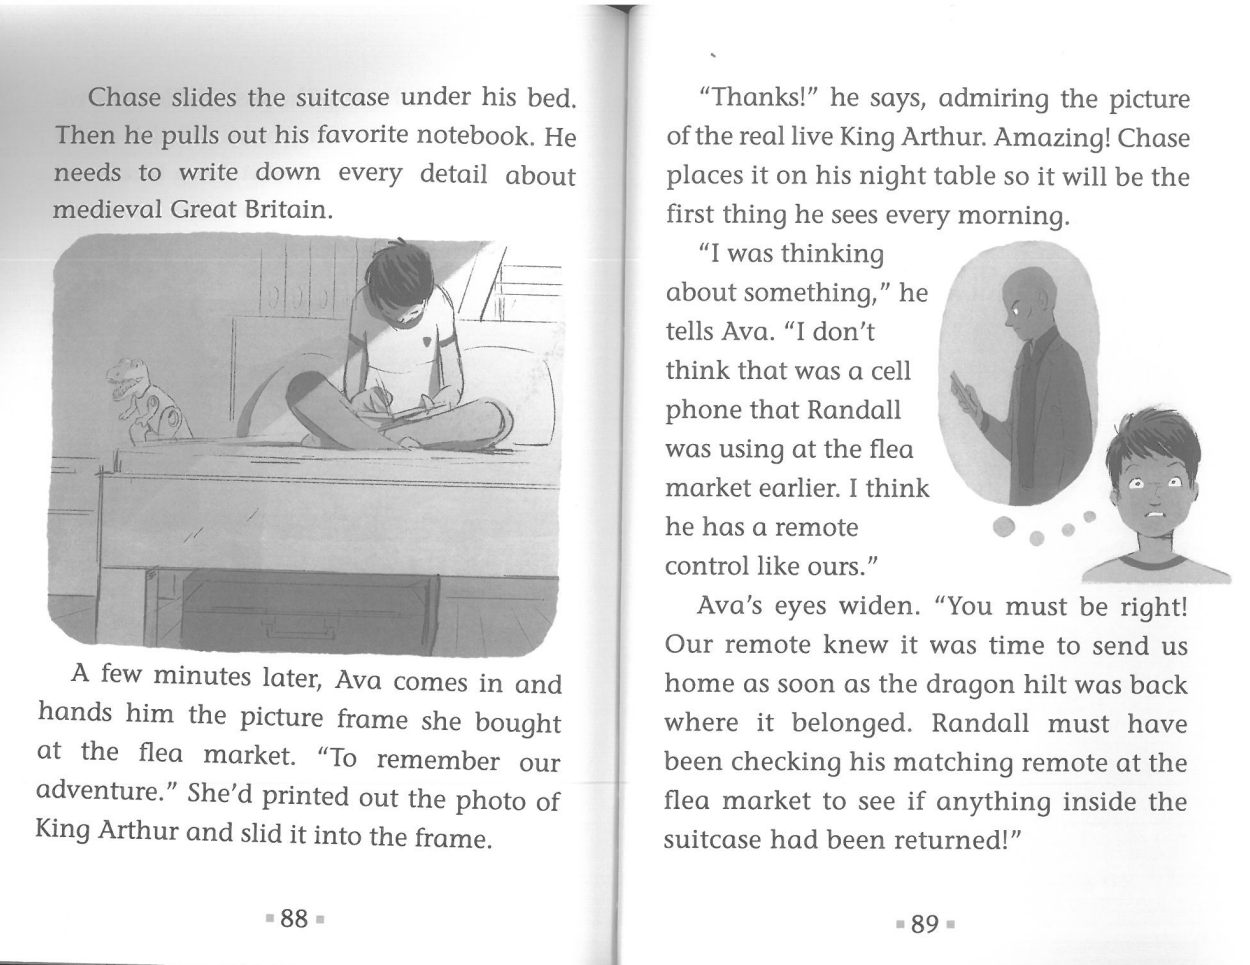 Chase slides the suitcase under his bed.
Then he pulls out his favorite notebook. He
needs to write down every detail about
medieval Great Britain.
A few minutes later, Ava comes in and
hands him the picture frame she bought
at the flea market. “To remember our
adventure.” She’d printed out the photo of
King Arthur and slid it into the frame.
88
“Thanks!” he says, admiring the picture
of the real live King Arthur. Amazing! Chase
places it on his night table so it will be the
first thing he sees every morning.
“I was thinking
about something,” he
tells Ava. “I don’t
think that was a cell
phone that Randall
was using at the flea
market earlier. I think
he has a remote
control like ours.”
Ava’s eyes widen. “You must be right!
Our remote knew it was time to send us
home as soon as the dragon hilt was back
where it belonged. Randall must have
been checking his matching remote at the
flea market to see if anything inside the
suitcase had been returned!”
89